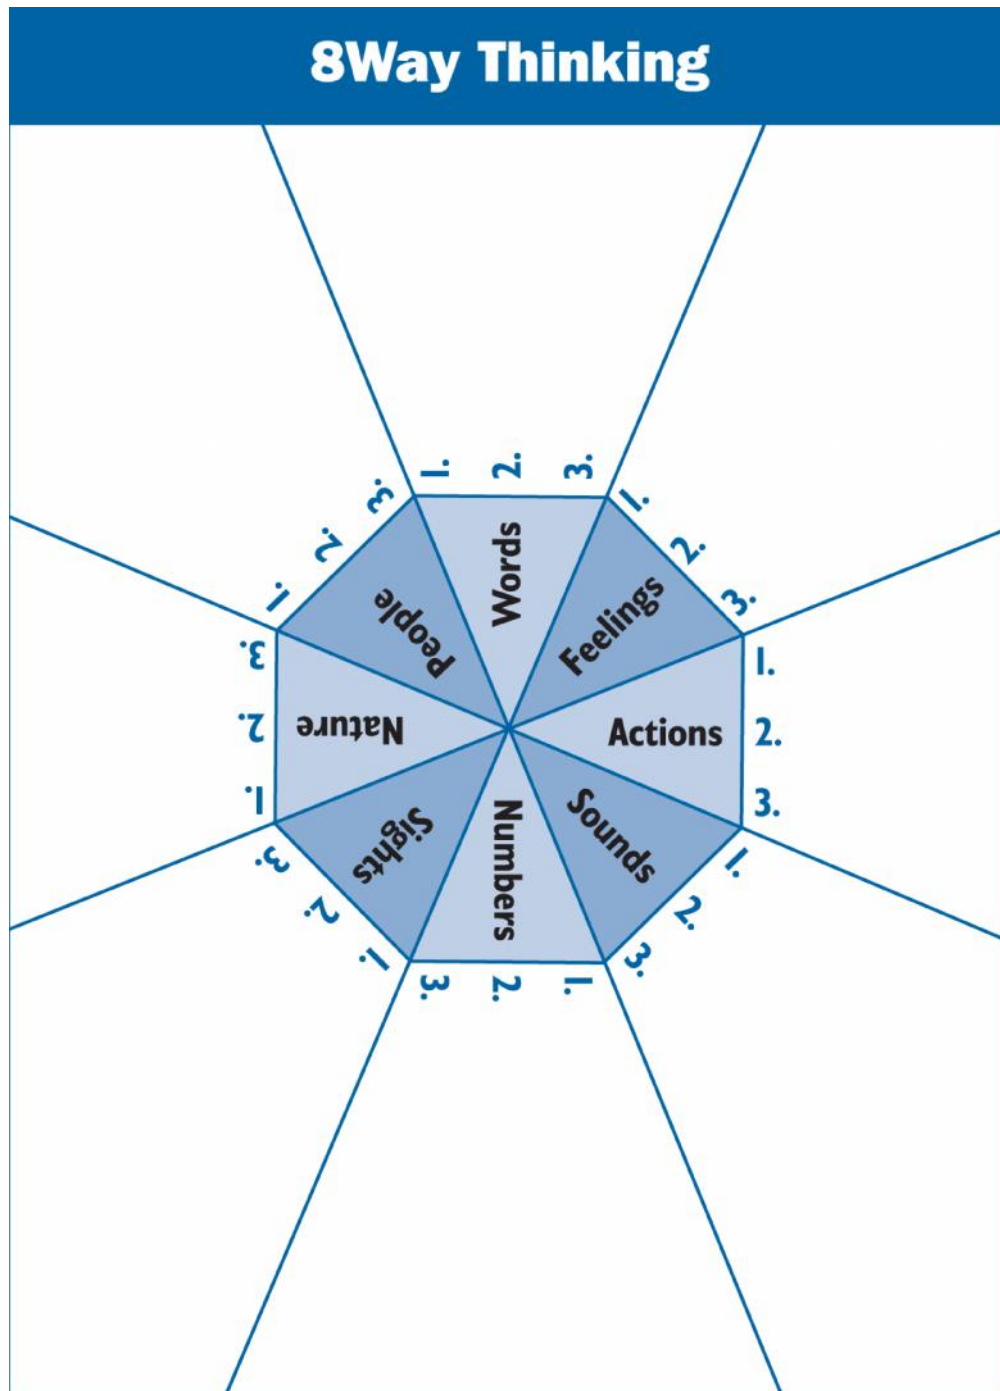 8Way Thinking
Words
1.
2.
3.
Feelings
1.
2.
3.
Actions
1.
2.
3.
Sounds
1.
2.
3.
Numbers
1.
2.
3.
Sights
1.
2.
3.
Nature
1.
2.
3.
People
1.
2.
3.